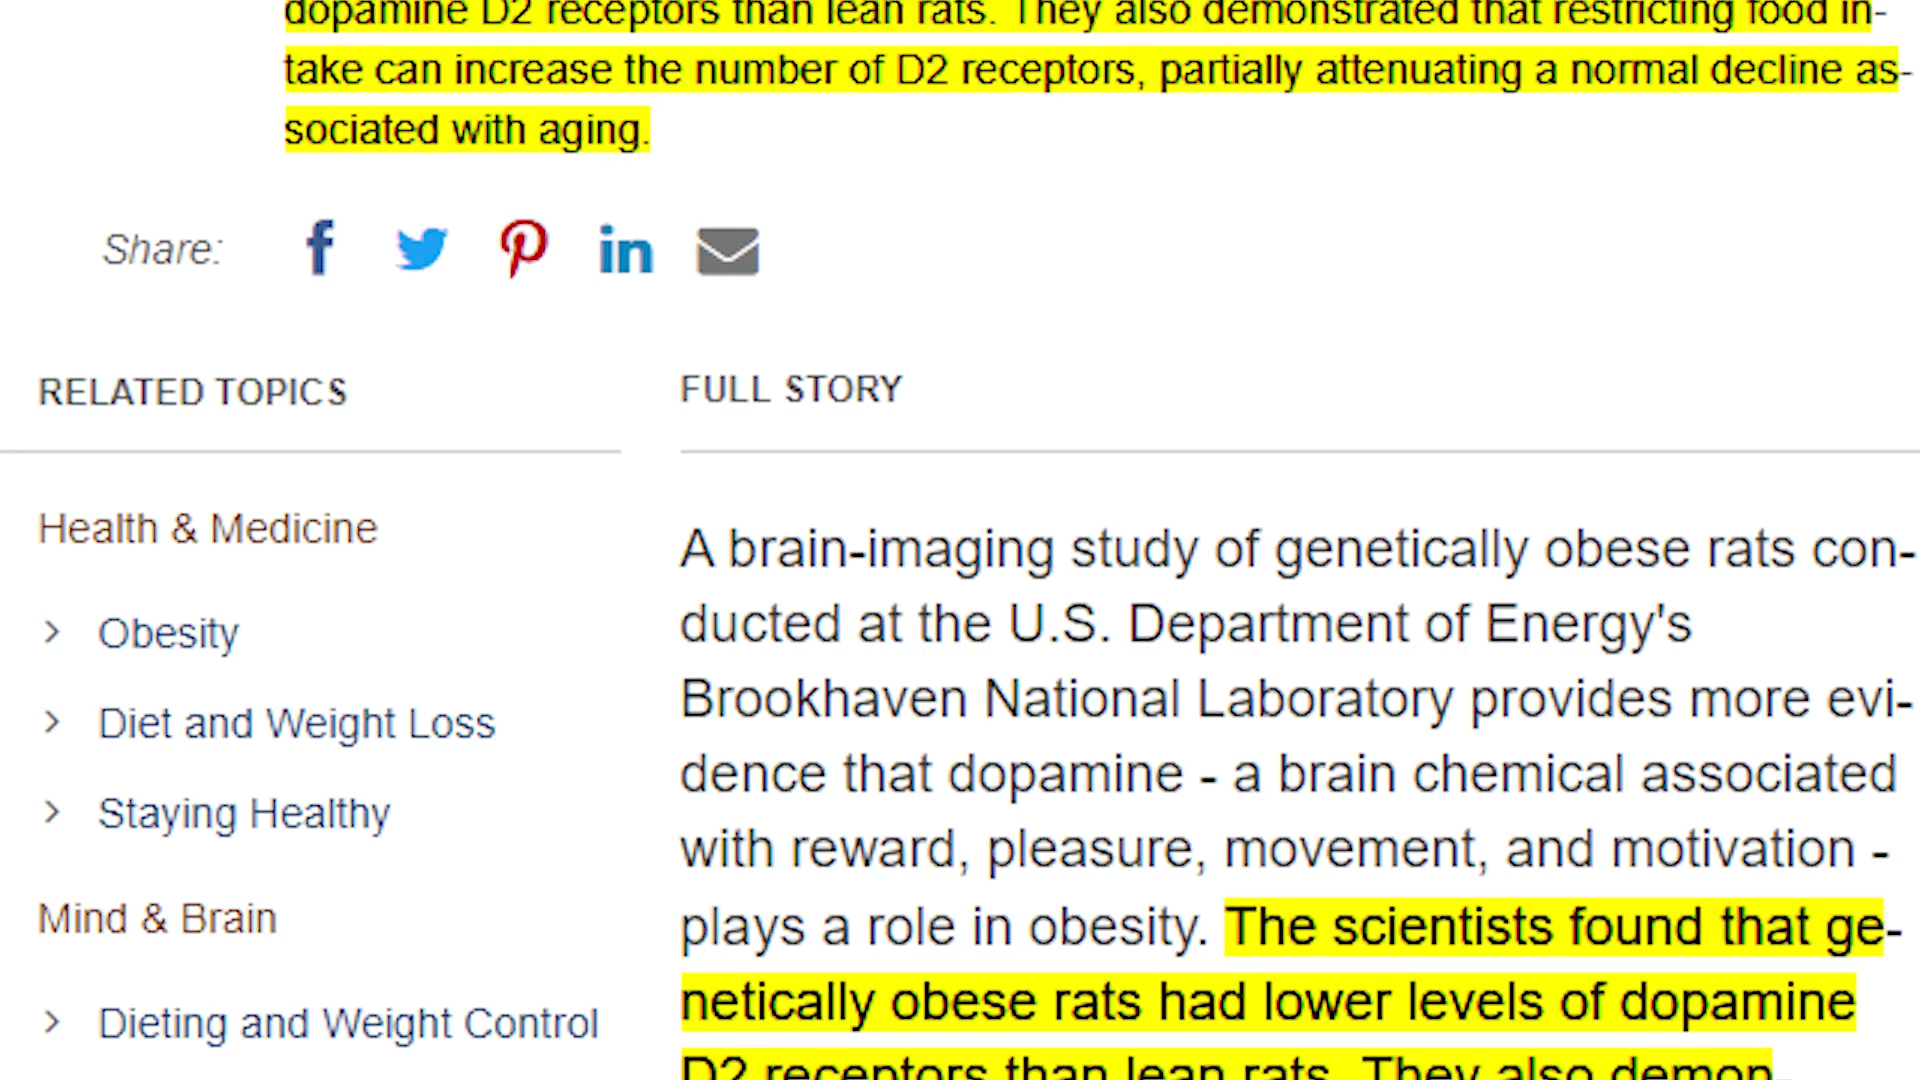 dopamine D2 receptors than lean rats. They also demonstrated that restricting food in-
take can increase the number of D2 receptors, partially attenuating a normal decline as-
sociated with aging.
Share:
RELATED TOPICS
Health & Medicine
Obesity
Diet and Weight Loss
Staying Healthy
Mind & Brain
Dieting and Weight Control
FULL STORY
A brain-imaging study of genetically obese rats con-
ducted at the U.S. Department of Energy's
Brookhaven National Laboratory provides more evi-
dence that dopamine - a brain chemical associated
with reward, pleasure, movement, and motivation -
plays a role in obesity. The scientists found that ge-
netically obese rats had lower levels of dopamine
D2 receptors than lean rats. They also demon-